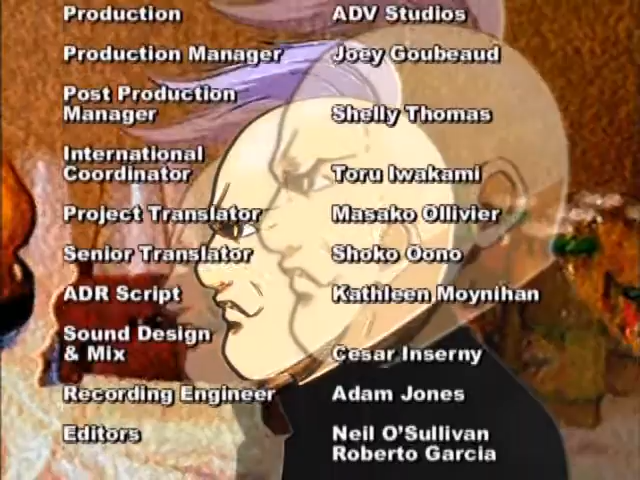 Production ADV Studios
Production Manager Joey Goubeaud
Post Production
Manager Shelly Thomas
International
Coordinator Toru Iwakami
Project Translator Masako Ollivier
Senior Translator Shoko Oono
ADR Script Kathleen Moynihan
Sound Design
& Mix Cesar Inserny
Recording Engineer Adam Jones
Editors Neil O'Sullivan
Roberto Garcia